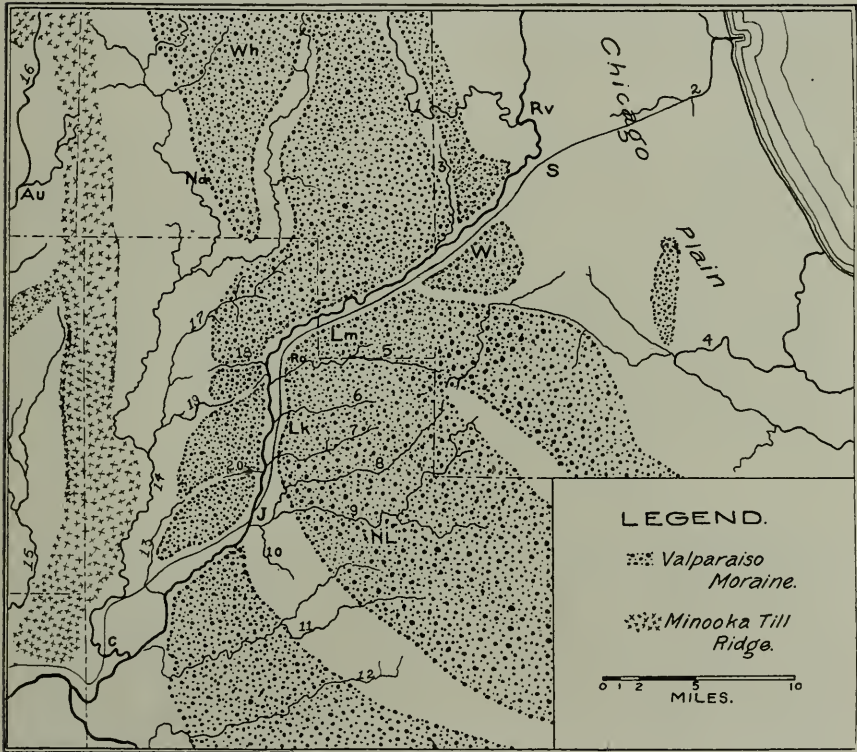 Chicago
Plain
Wh
Rv
Au
Na
S
Wi
Lm
Ro
Lk
J
NL
C
1
2
3
4
5
6
7
8
9
10
11
12
13
14
15
16
17
18
19
20
LEGEND.
Valparaiso
Moraine.
Minooka Till
Ridge.
0 1 2 5 10
MILES.